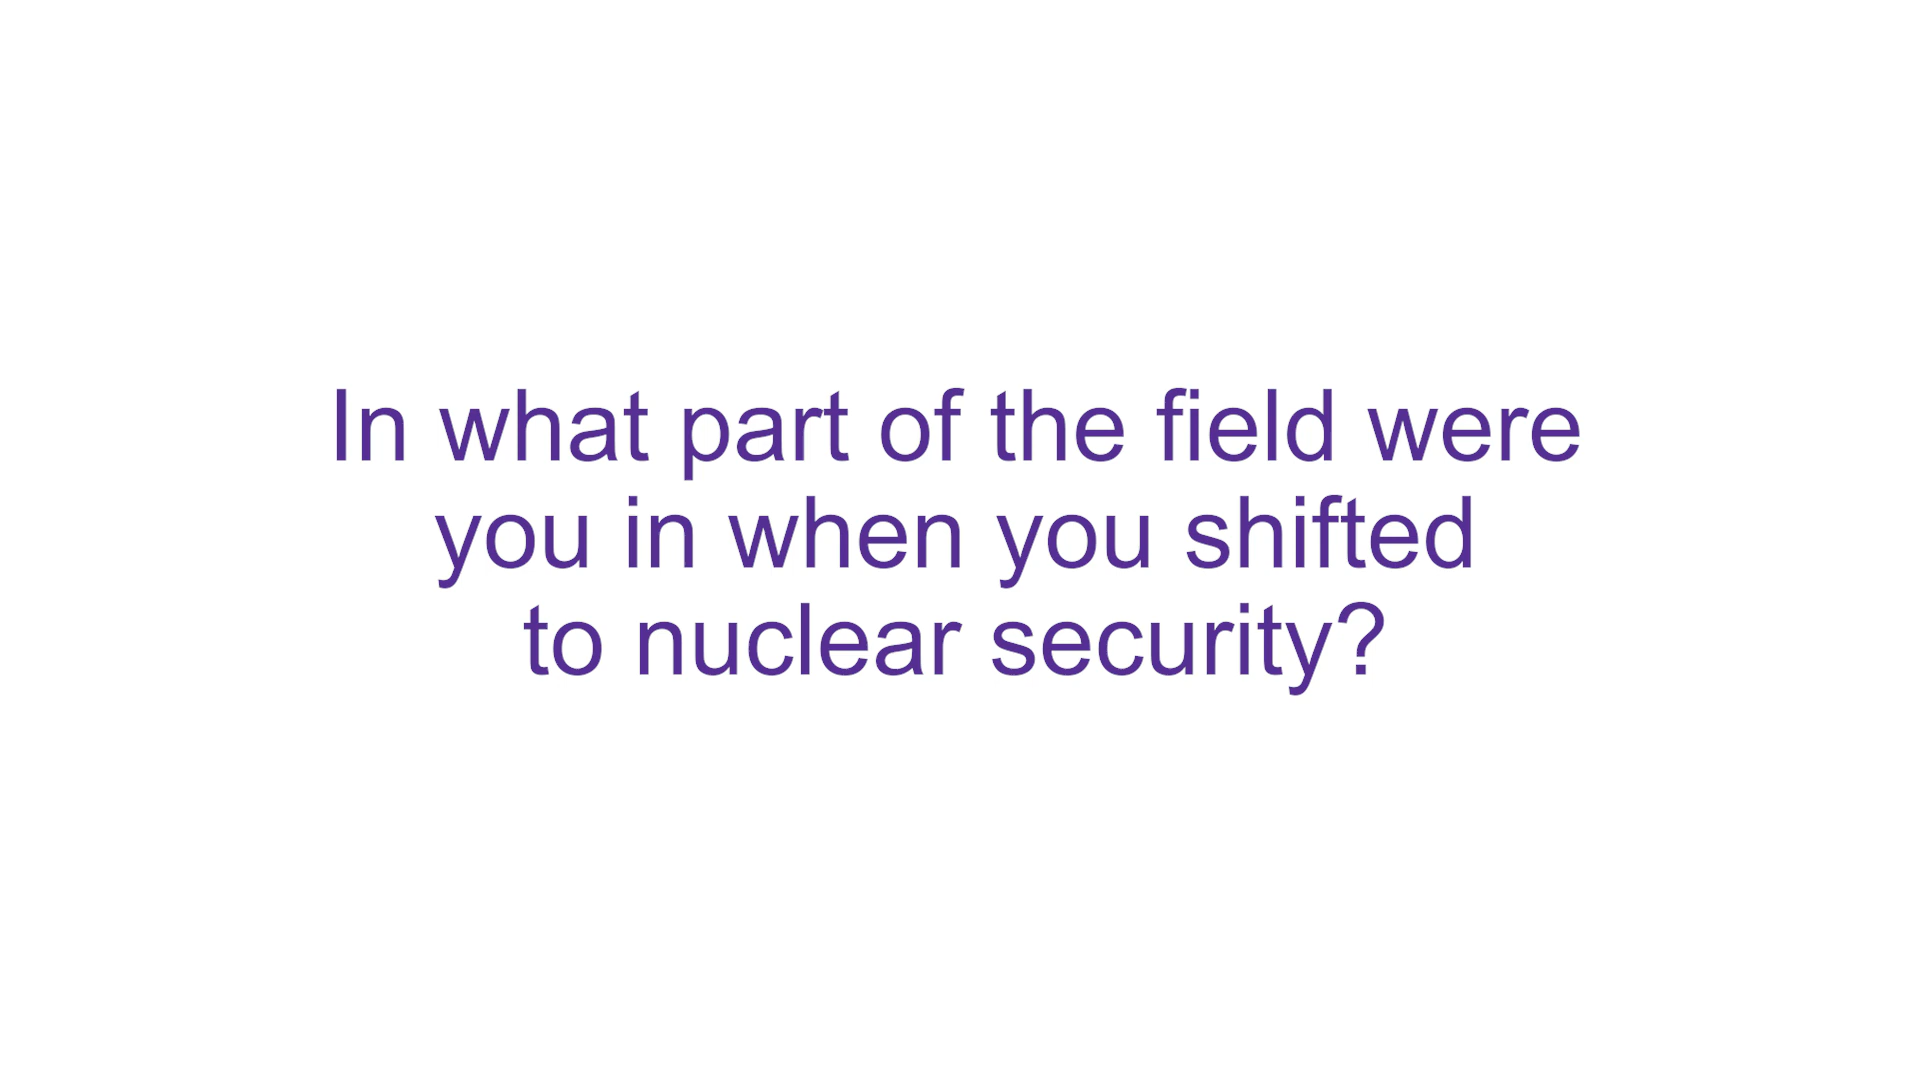 In what part of the field were
you in when you shifted
to nuclear security?